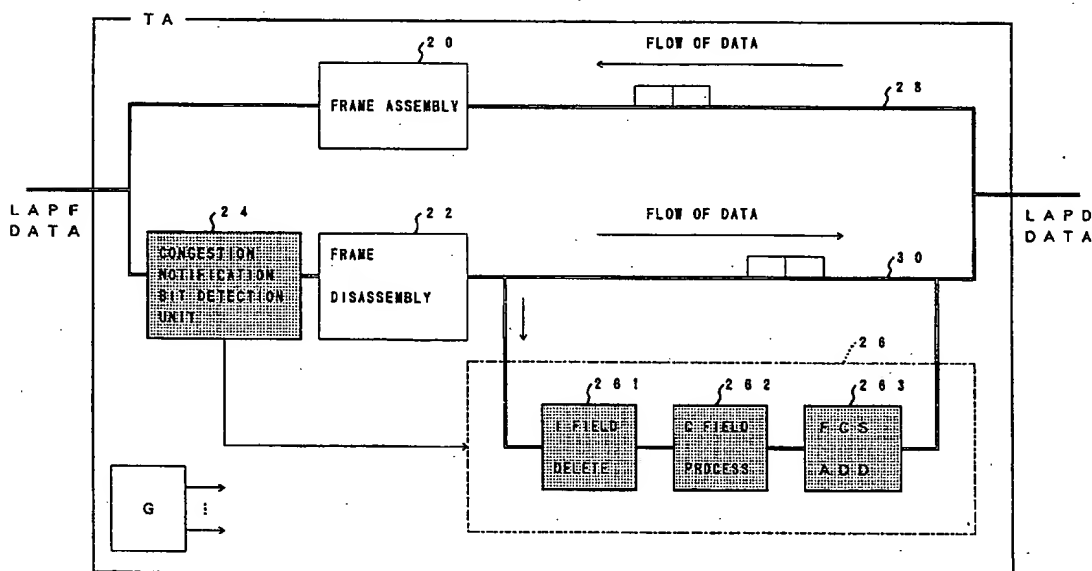 TA
20
FLOW OF DATA
FRAME ASSEMBLY
28
LAPF
DATA
24
22
FLOW OF DATA
LAPD
DATA
CONGESTION
NOTIFICATION
BIT DETECTION
UNIT
FRAME
DISASSEMBLY
30
26
261
262
263
I FIELD
DELETE
C FIELD
PROCESS
FCS
ADD
G